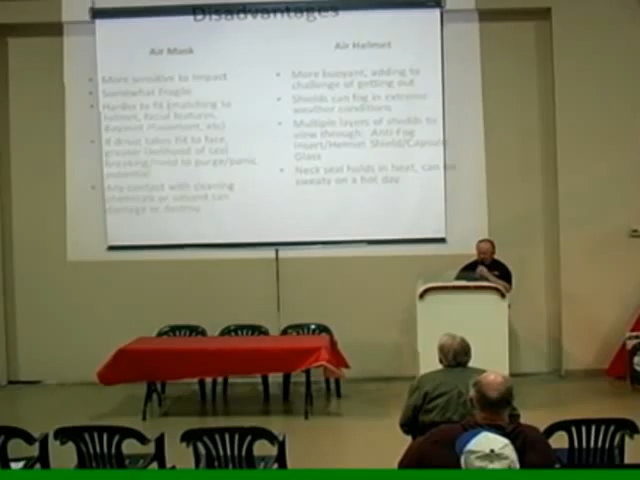 Disadvantages
Air Mask
More sensitive to impact
Somewhat fragile
Harder to fit (matching to
helmet, facial features,
Bayonet Placement, etc)
If driver takes hit to face,
greater likelihood of seal
breaking/need to purge/panic
potential
Any contact with cleaning
chemicals or solvent can
damage or destroy
Air Helmet
More buoyant, adding to
challenge of getting out
Shields can fog in extreme
weather conditions
Multiple layers of shields to
view through: Anti-Fog
Insert/Helmet Shield/Capsule
Glass
Neck seal holds in heat, can be
sweaty on a hot day